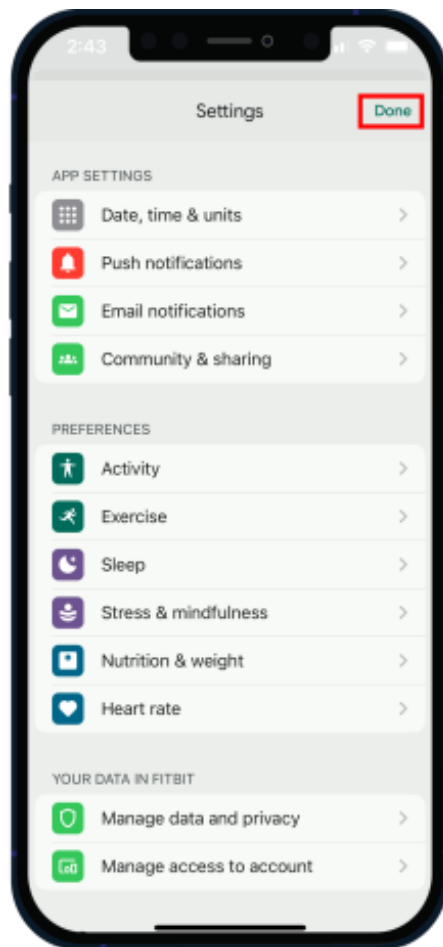 2:43
Settings
Done
APP SETTINGS
Date, time & units
Push notifications
Email notifications
Community & sharing
PREFERENCES
Activity
Exercise
Sleep
Stress & mindfulness
Nutrition & weight
Heart rate
YOUR DATA IN FITBIT
Manage data and privacy
Manage access to account